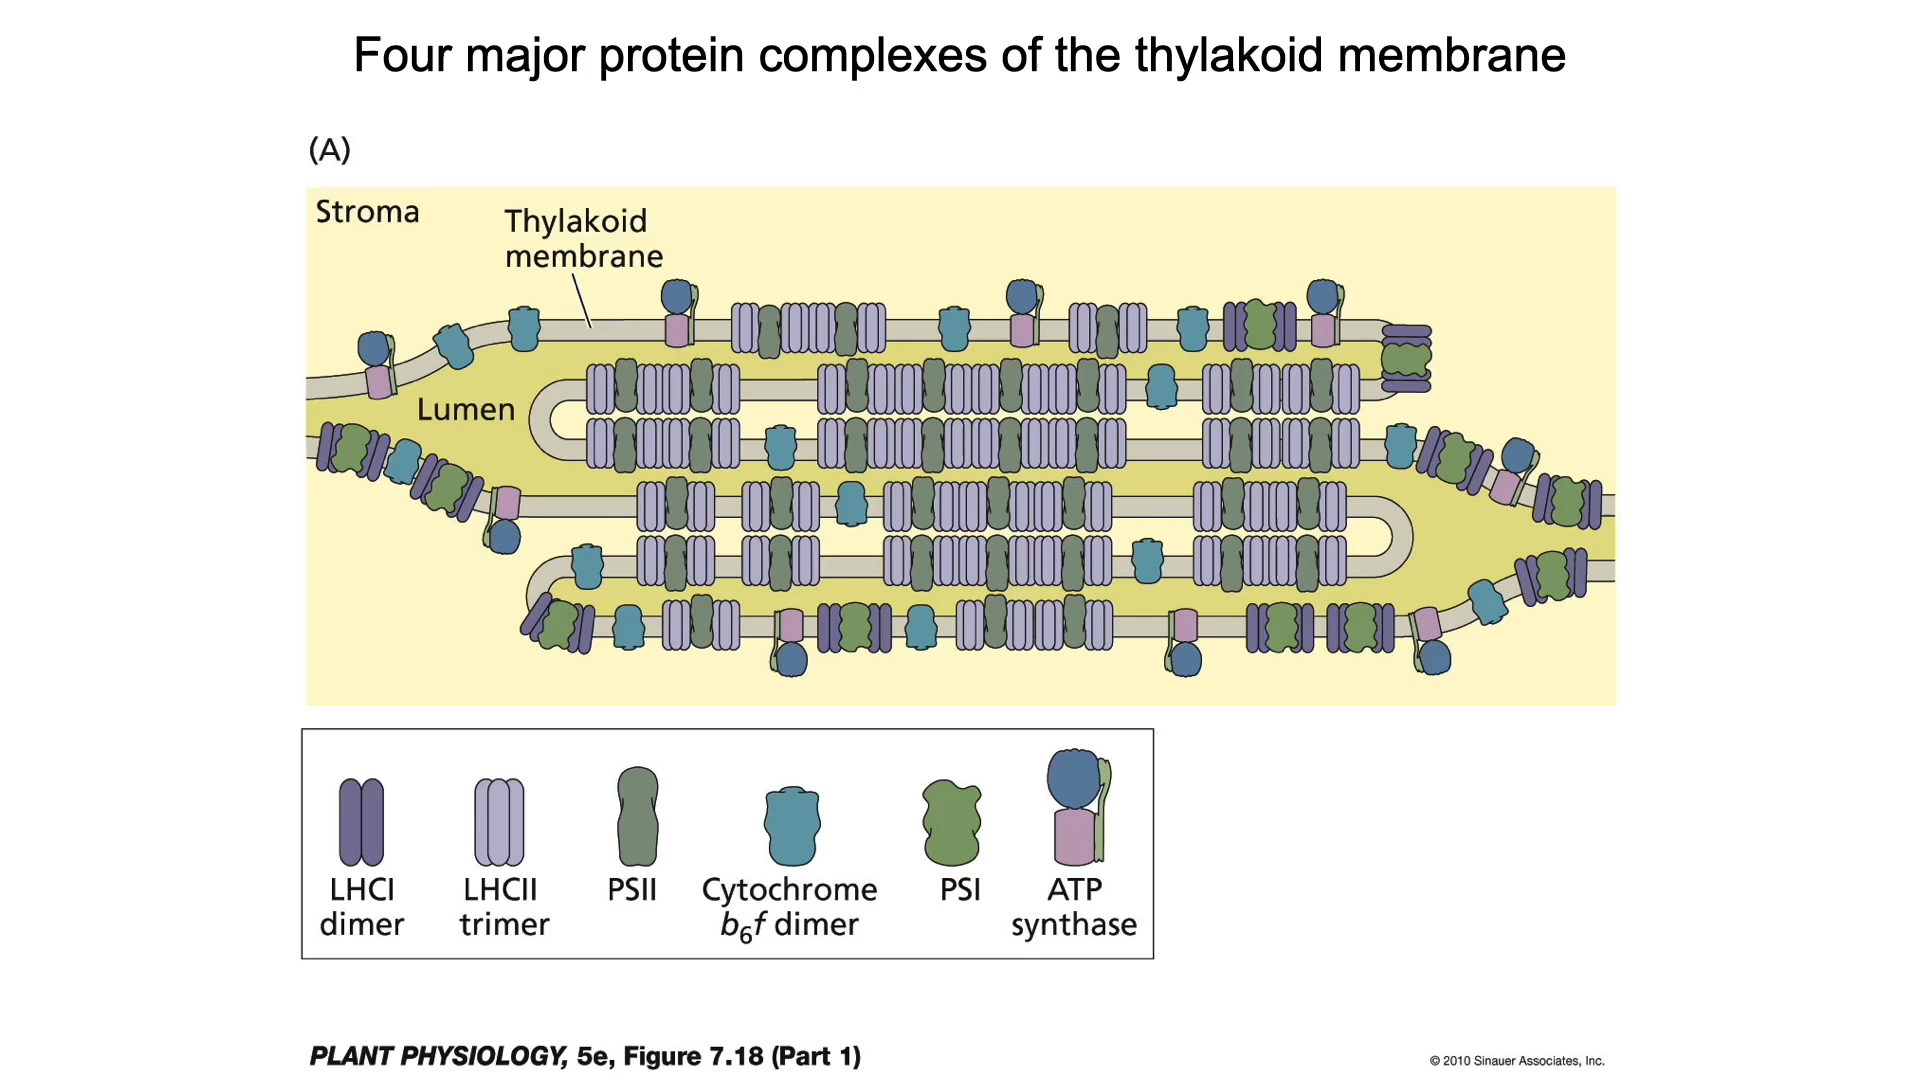 Four major protein complexes of the thylakoid membrane
(A)
Stroma
Thylakoid
membrane
Lumen
LHCI
dimer
LHCII
trimer
PSII
Cytochrome
b₆f dimer
PSI
ATP
synthase
PLANT PHYSIOLOGY, 5e, Figure 7.18 (Part 1)
© 2010 Sinauer Associates, Inc.